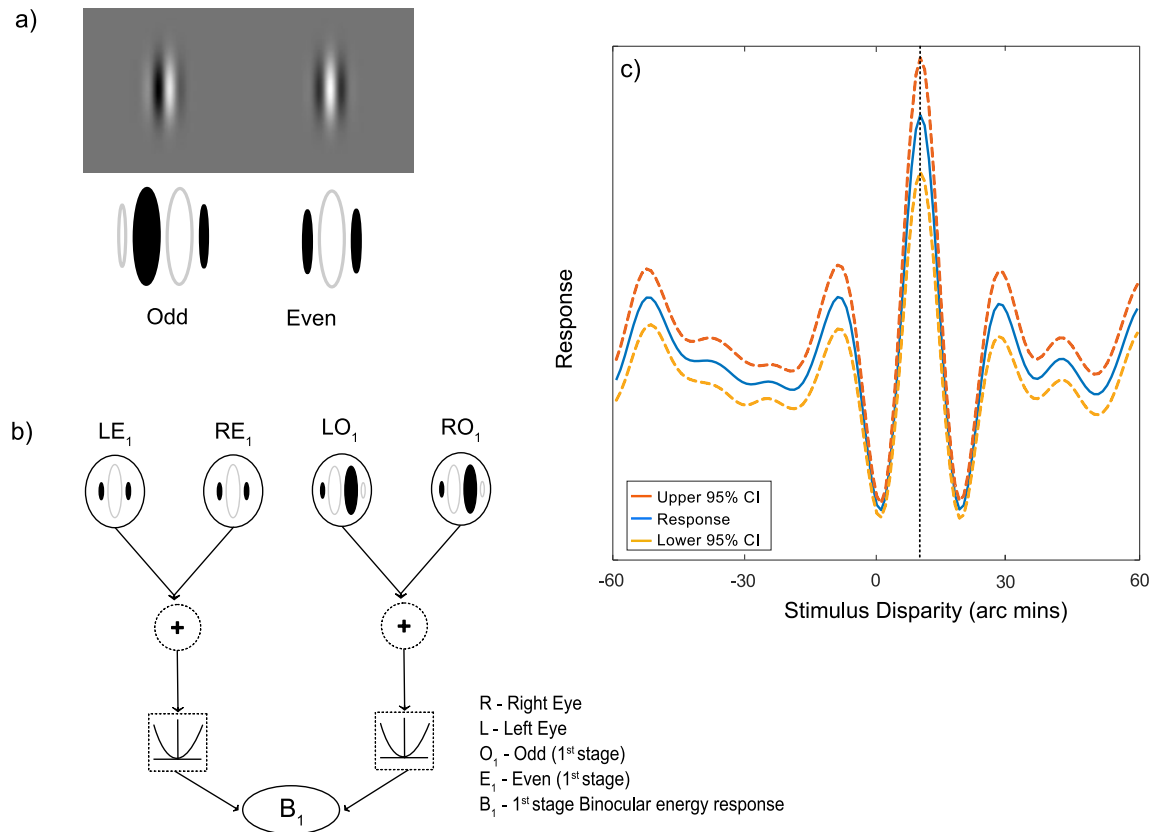 a)
Odd
Even
b)
LE1
RE1
LO1
RO1
+
+
B1
R - Right Eye
L - Left Eye
O1 - Odd (1st stage)
E1 - Even (1st stage)
B1 - 1st stage Binocular energy response
c)
Response
Upper 95% CI
Response
Lower 95% CI
-60
-30
0
30
60
Stimulus Disparity (arc mins)